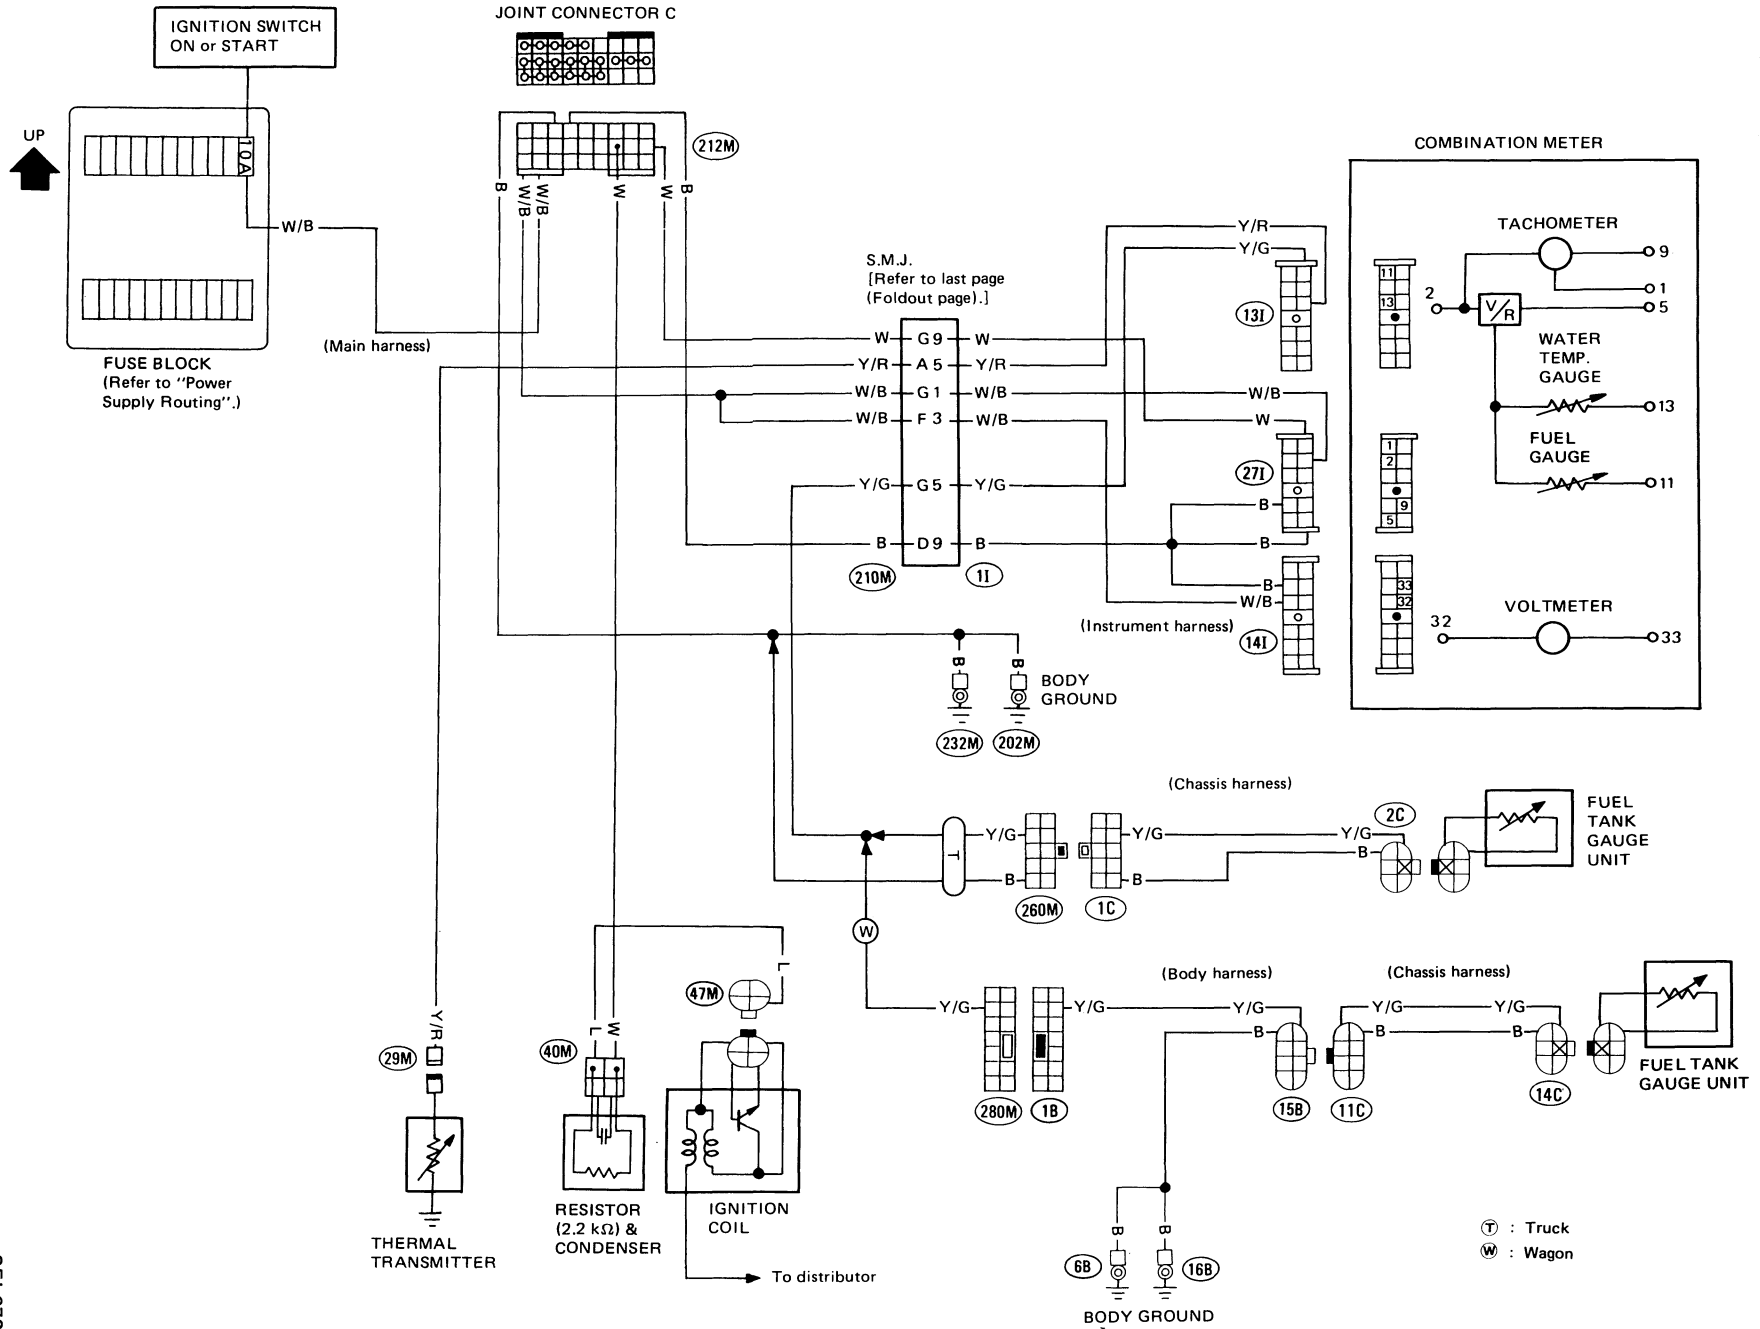 JOINT CONNECTOR C
IGNITION SWITCH
ON or START
UP
10A
212M
COMBINATION METER
B
W/B
W/B
W
W
B
W/B
TACHOMETER
Y/R
Y/G
9
1
5
2
V/R
11
13
13I
S.M.J.
[Refer to last page
(Foldout page).]
WATER
TEMP.
GAUGE
13
(Main harness)
FUSE BLOCK
(Refer to "Power
Supply Routing".)
W G9 W
Y/R A5 Y/R
W/B G1 W/B
W/B F3 W/B
Y/G G5 Y/G
B D9 B
W/B
W
27I
B
B
1
2
9
5
FUEL
GAUGE
11
210M
1I
B
W/B
(Instrument harness)
14I
33
32
VOLTMETER
32
33
B
B
BODY
GROUND
232M
202M
(Chassis harness)
FUEL
TANK
GAUGE
UNIT
2C
T
Y/G
Y/G
Y/G
B
B
B
260M
1C
W
L
47M
(Body harness)
(Chassis harness)
Y/G
Y/G
Y/G
Y/G
Y/G
B
B
B
FUEL TANK
GAUGE UNIT
280M
1B
15B
11C
14C
Y/R
29M
L
W
40M
THERMAL
TRANSMITTER
RESISTOR
(2.2 kΩ) &
CONDENSER
IGNITION
COIL
To distributor
B
B
6B
16B
BODY GROUND
T : Truck
W : Wagon